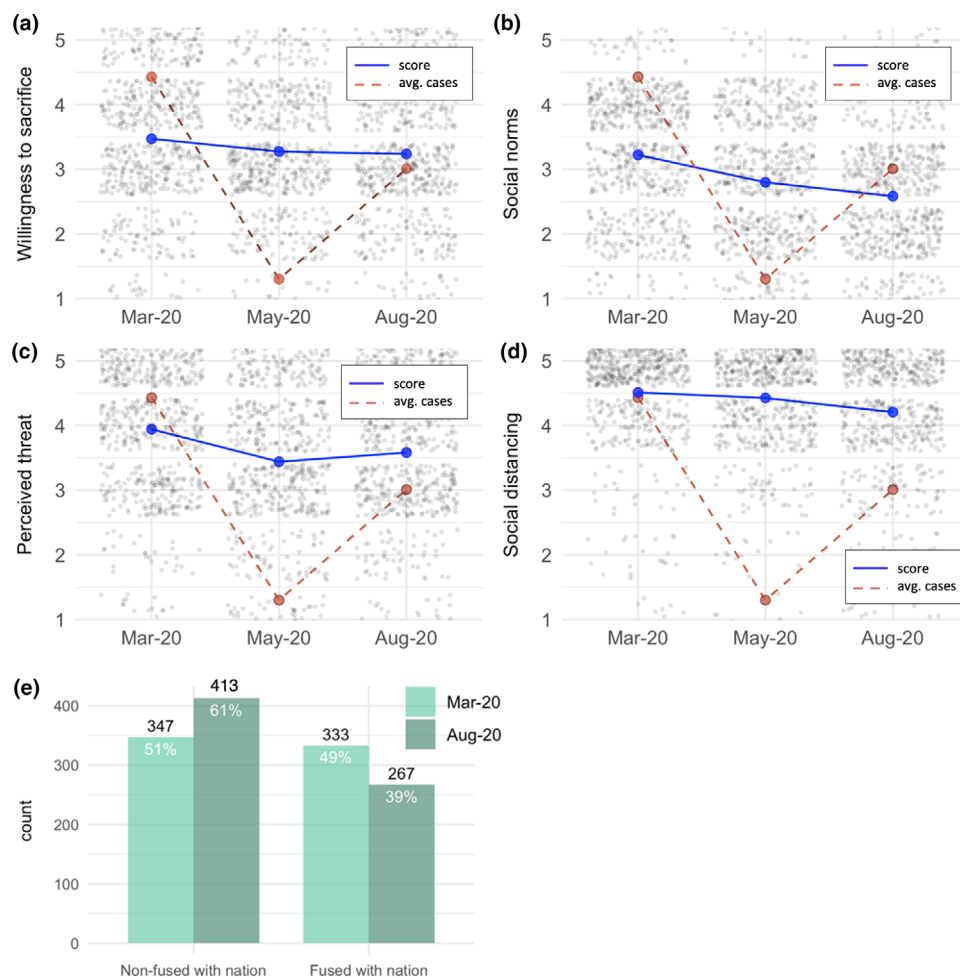 (a)
5
4
3
2
1
Willingness to sacrifice
score
avg. cases
Mar-20 May-20 Aug-20
(b)
5
4
3
2
1
Social norms
score
avg. cases
Mar-20 May-20 Aug-20
(c)
5
4
3
2
1
Perceived threat
score
avg. cases
Mar-20 May-20 Aug-20
(d)
5
4
3
2
1
Social distancing
score
avg. cases
Mar-20 May-20 Aug-20
(e)
400
300
200
100
0
count
347
51%
413
61%
333
49%
267
39%
Mar-20
Aug-20
Non-fused with nation Fused with nation